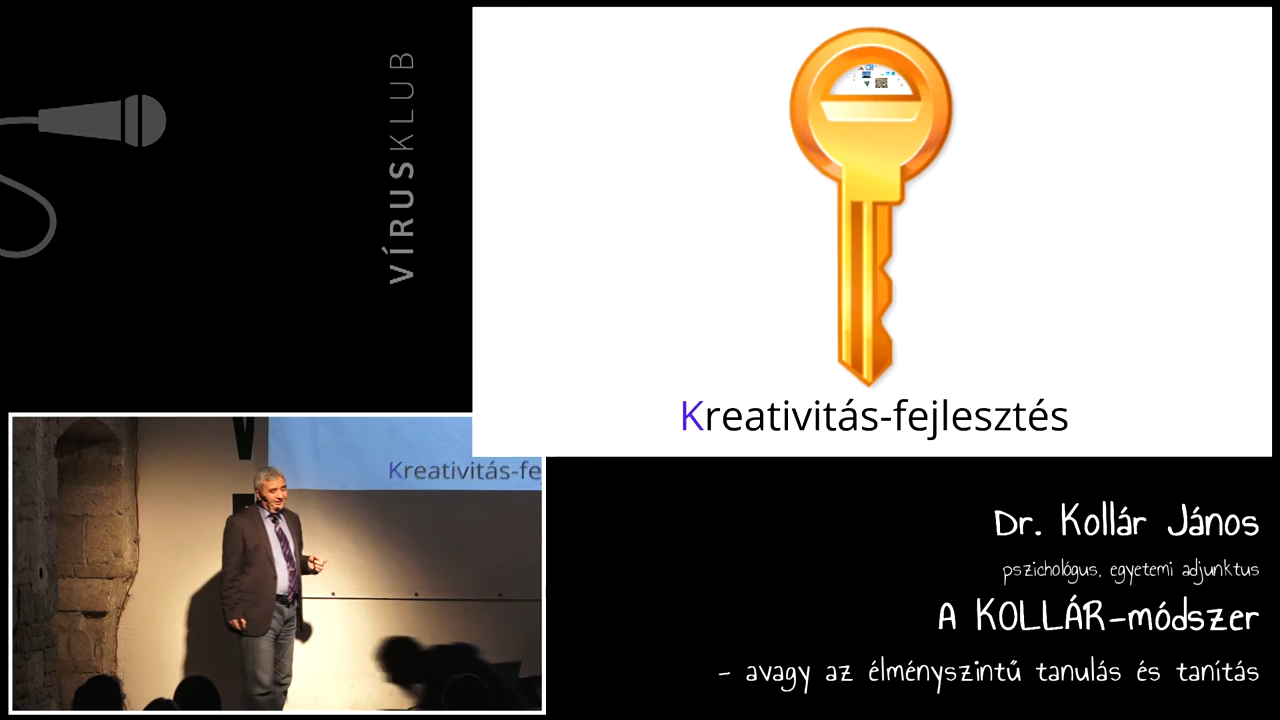 VÍRUSKLUB
Kreativitás-fejlesztés
Kreativitás-fe
Dr. Kollár János
pszichológus, egyetemi adjunktus
A KOLLÁR-módszer
- avagy az élményszintű tanulás és tanítás